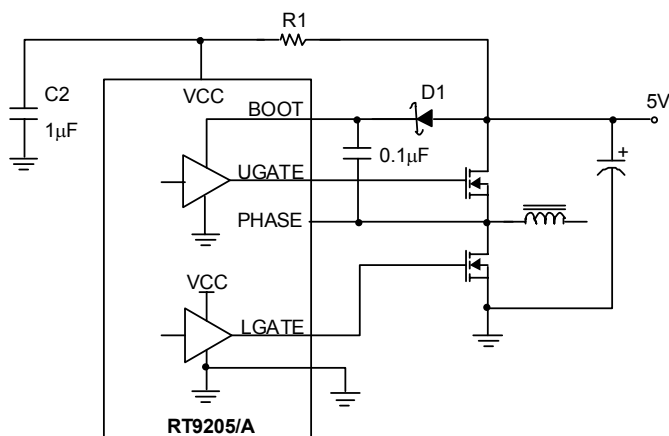 R1
C2
1μF
VCC
BOOT
D1
5V
+
0.1μF
UGATE
PHASE
VCC
LGATE
RT9205/A